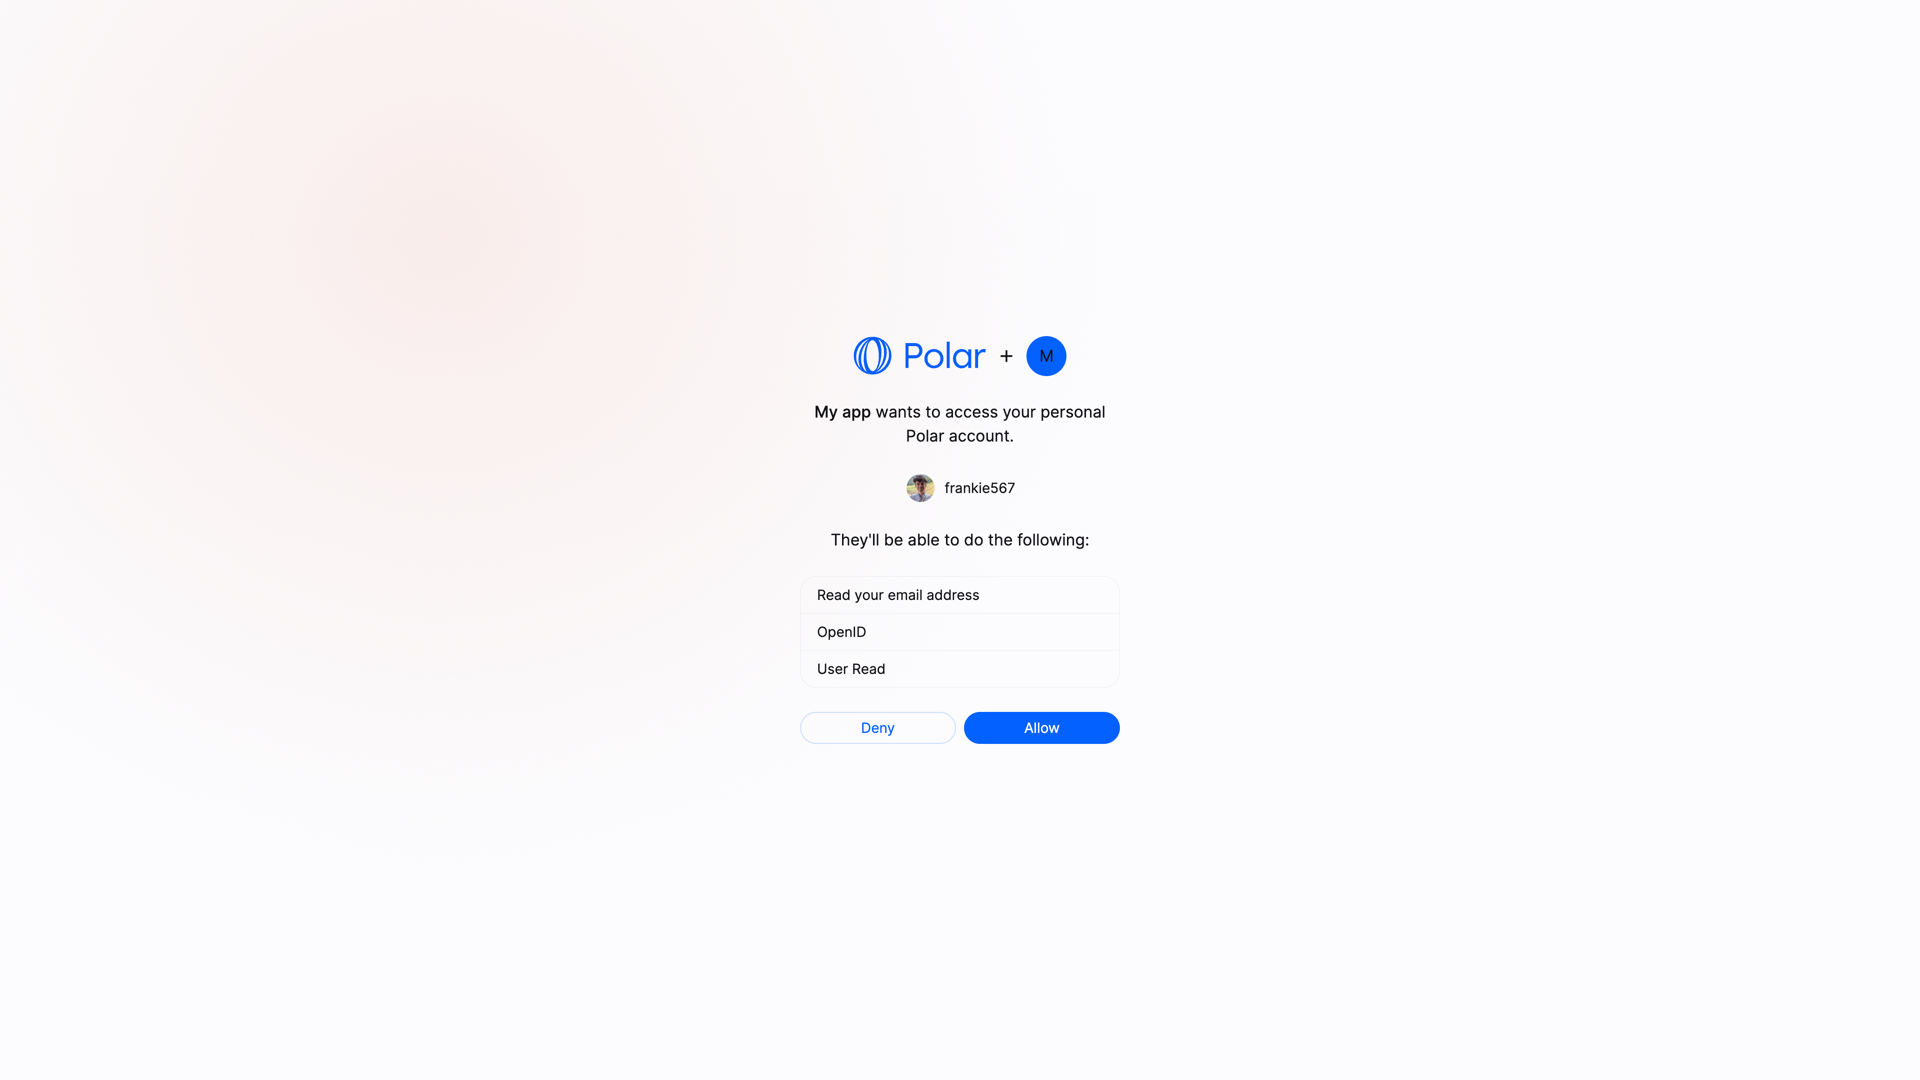 Polar + M
My app wants to access your personal
Polar account.
frankie567
They'll be able to do the following:
Read your email address
OpenID
User Read
Deny
Allow